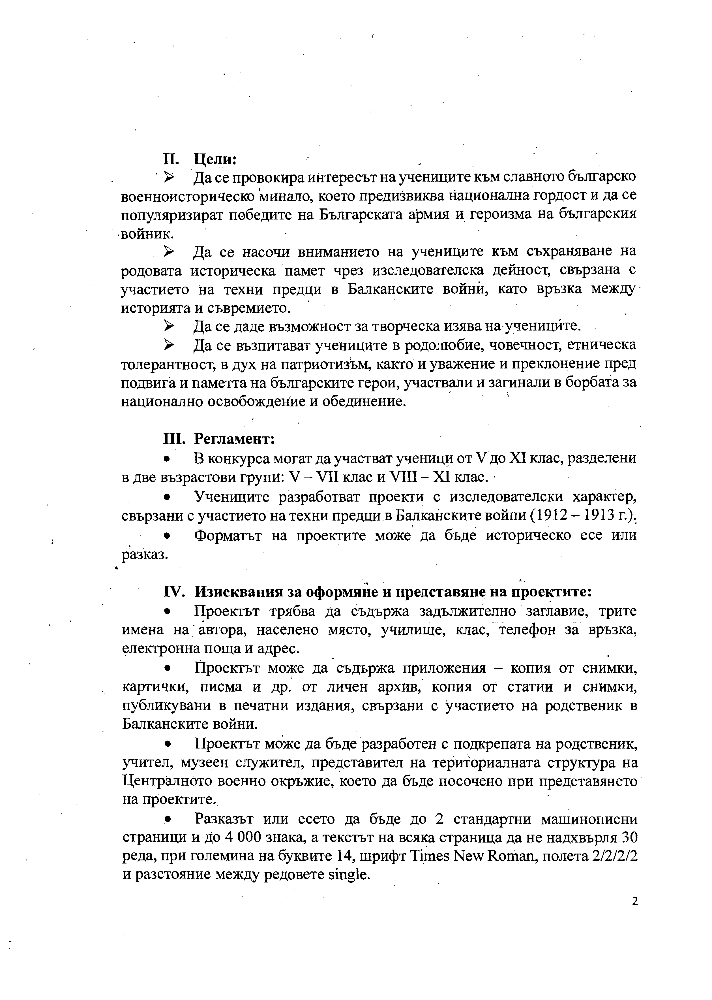 II. Цели:
➢ Да се провокира интересът на учениците към славното българско
военноисторическо минало, което предизвиква национална гордост и да се
популяризират победите на Българската армия и героизма на българския
войник.
➢ Да се насочи вниманието на учениците към съхраняване на
родовата историческа памет чрез изследователска дейност, свързана с
участието на техни предци в Балканските войни, като връзка между
историята и съвремието.
➢ Да се даде възможност за творческа изява на учениците.
➢ Да се възпитават учениците в родолюбие, човечност, етническа
толерантност, в дух на патриотизъм, както и уважение и преклонение пред
подвига и паметта на българските герои, участвали и загинали в борбата за
национално освобождение и обединение.
III. Регламент:
• В конкурса могат да участват ученици от V до XI клас, разделени
в две възрастови групи: V – VII клас и VIII – XI клас.
• Учениците разработват проекти с изследователски характер,
свързани с участието на техни предци в Балканските войни (1912 – 1913 г.).
• Форматът на проектите може да бъде историческо есе или
разказ.
IV. Изисквания за оформяне и представяне на проектите:
• Проектът трябва да съдържа задължително заглавие, трите
имена на автора, населено място, училище, клас, телефон за връзка,
електронна поща и адрес.
• Проектът може да съдържа приложения – копия от снимки,
картички, писма и др. от личен архив, копия от статии и снимки,
публикувани в печатни издания, свързани с участието на родственик в
Балканските войни.
• Проектът може да бъде разработен с подкрепата на родственик,
учител, музеен служител, представител на териториалната структура на
Централното военно окръжие, което да бъде посочено при представянето
на проектите.
• Разказът или есето да бъде до 2 стандартни машинописни
страници и до 4 000 знака, а текстът на всяка страница да не надхвърля 30
реда, при големина на буквите 14, шрифт Times New Roman, полета 2/2/2/2
и разстояние между редовете single.
2